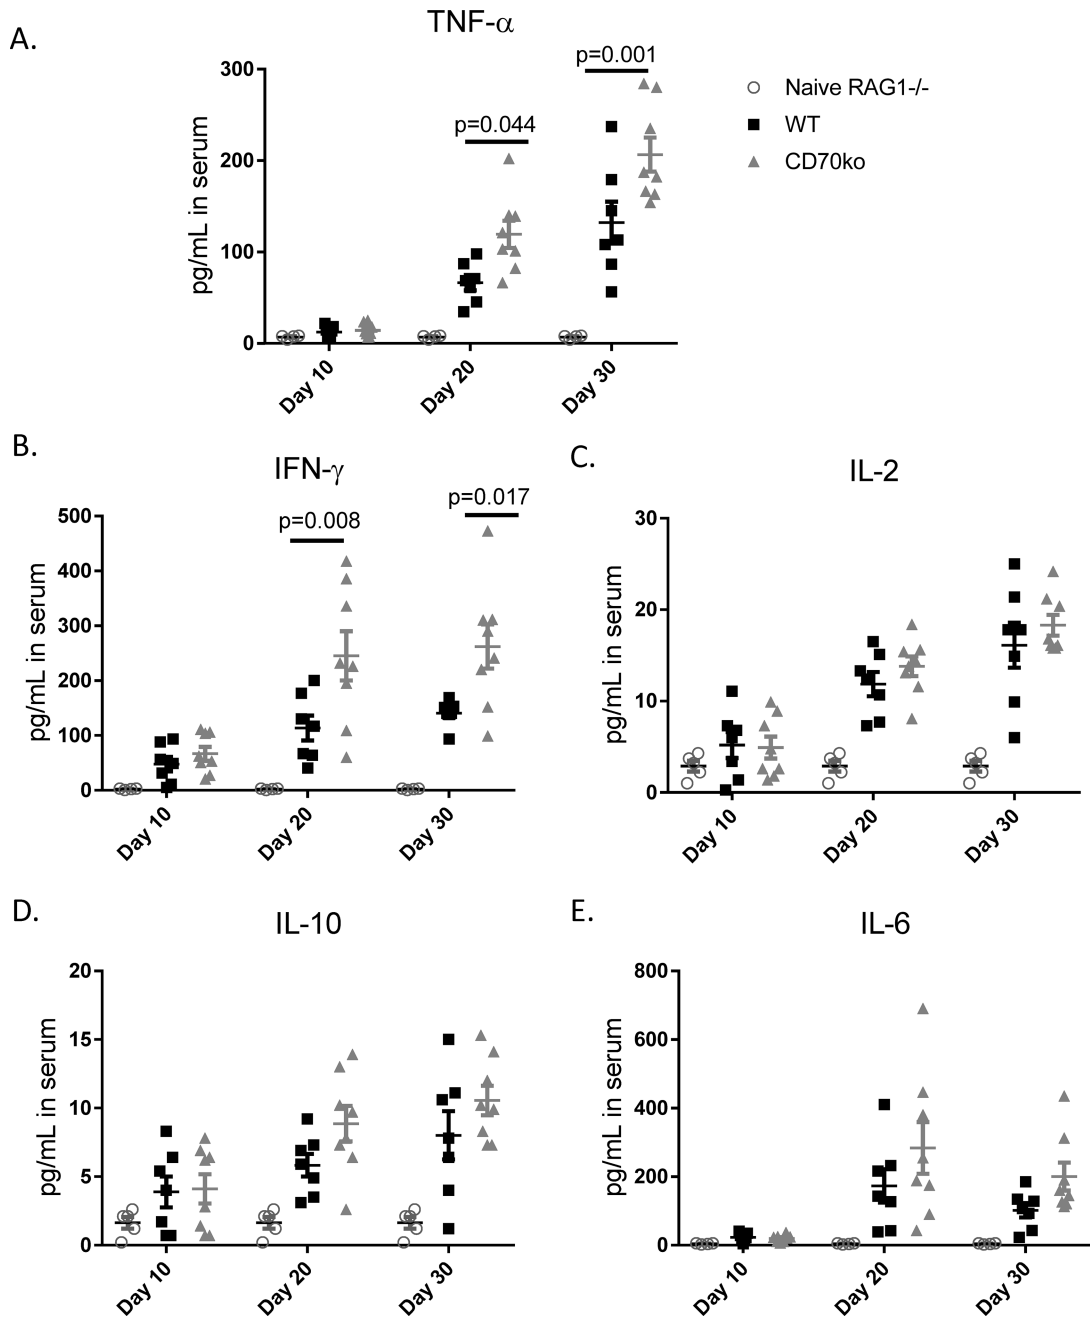 A.
TNF-α
pg/mL in serum
300
200
100
0
p=0.044
p=0.001
Day 10
Day 20
Day 30
Naive RAG1-/-
WT
CD70ko
B.
IFN-γ
pg/mL in serum
500
400
300
200
100
0
p=0.008
p=0.017
Day 10
Day 20
Day 30
C.
IL-2
pg/mL in serum
30
20
10
0
Day 10
Day 20
Day 30
D.
IL-10
pg/mL in serum
20
15
10
5
0
Day 10
Day 20
Day 30
E.
IL-6
pg/mL in serum
800
600
400
200
0
Day 10
Day 20
Day 30